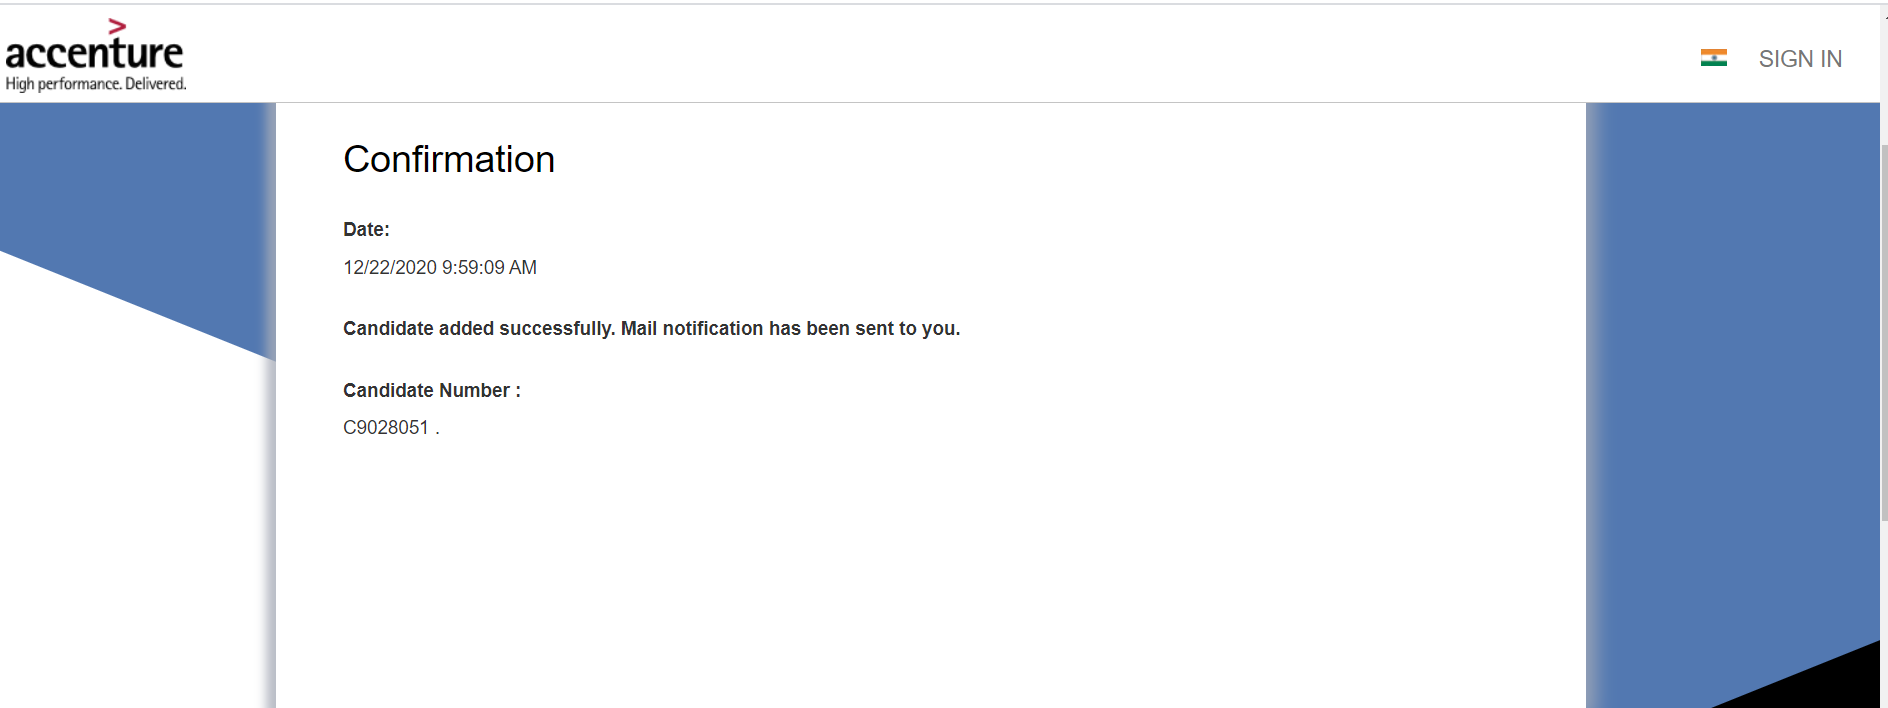 accenture
High performance. Delivered.
SIGN IN
Confirmation
Date:
12/22/2020 9:59:09 AM
Candidate added successfully. Mail notification has been sent to you.
Candidate Number :
C9028051 .